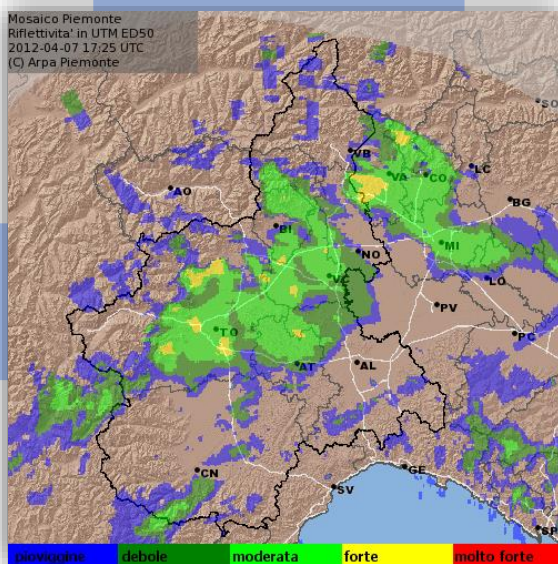 Mosaico Piemonte
Riflettivita' in UTM ED50
2012-04-07 17:25 UTC
(C) Arpa Piemonte
VB
LC
VA
CO
AO
BG
BI
MI
NO
VC
LO
PV
TO
PC
AT
AL
CN
GE
SV
SP
pioviggine
debole
moderata
forte
molto forte